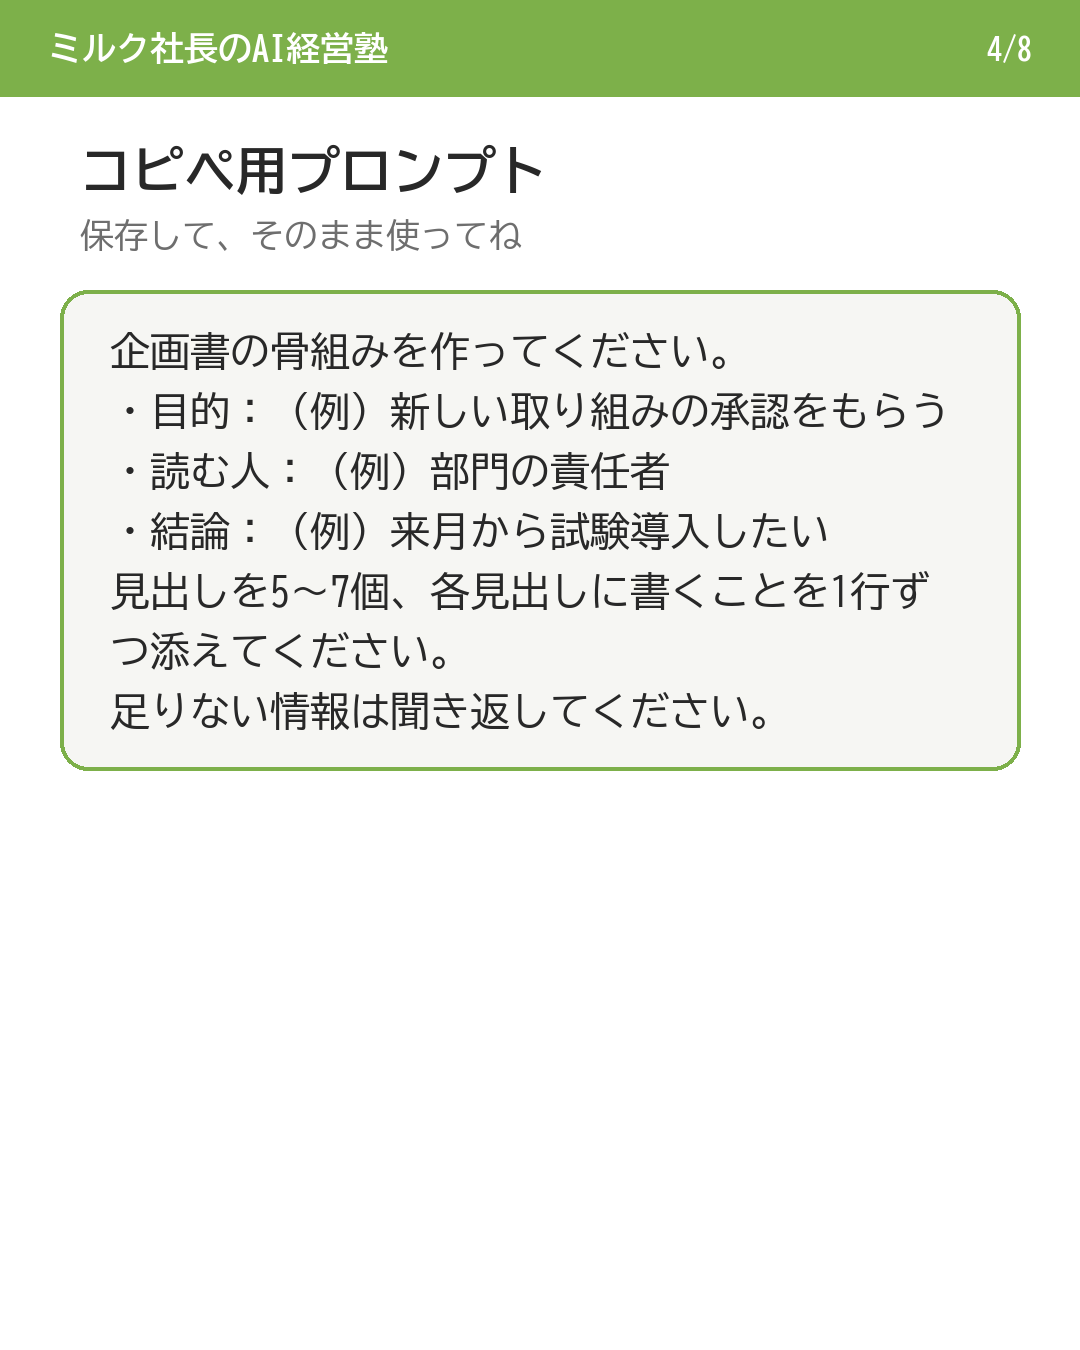 ミルク社長のAI経営塾
4/8
コピペ用プロンプト
保存して、そのまま使ってね
企画書の骨組みを作ってください。
・目的：（例）新しい取り組みの承認をもらう
・読む人：（例）部門の責任者
・結論：（例）来月から試験導入したい
見出しを5〜7個、各見出しに書くことを1行ず
つ添えてください。
足りない情報は聞き返してください。